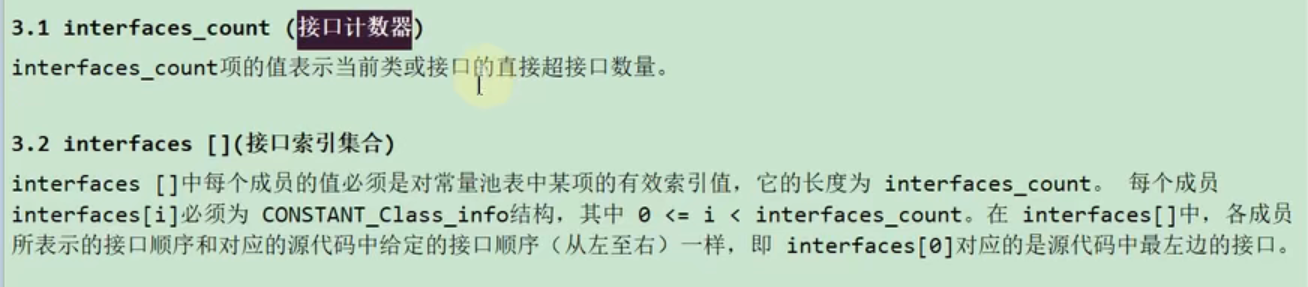 3.1 interfaces_count (接口计数器)
interfaces_count项的值表示当前类或接口的直接超接口数量。
3.2 interfaces [](接口索引集合)
interfaces []中每个成员的值必须是对常量池表中某项的有效索引值，它的长度为 interfaces_count。 每个成员
interfaces[i]必须为 CONSTANT_Class_info结构，其中 0 <= i < interfaces_count。在 interfaces[]中，各成员
所表示的接口顺序和对应的源代码中给定的接口顺序（从左至右）一样，即 interfaces[0]对应的是源代码中最左边的接口。